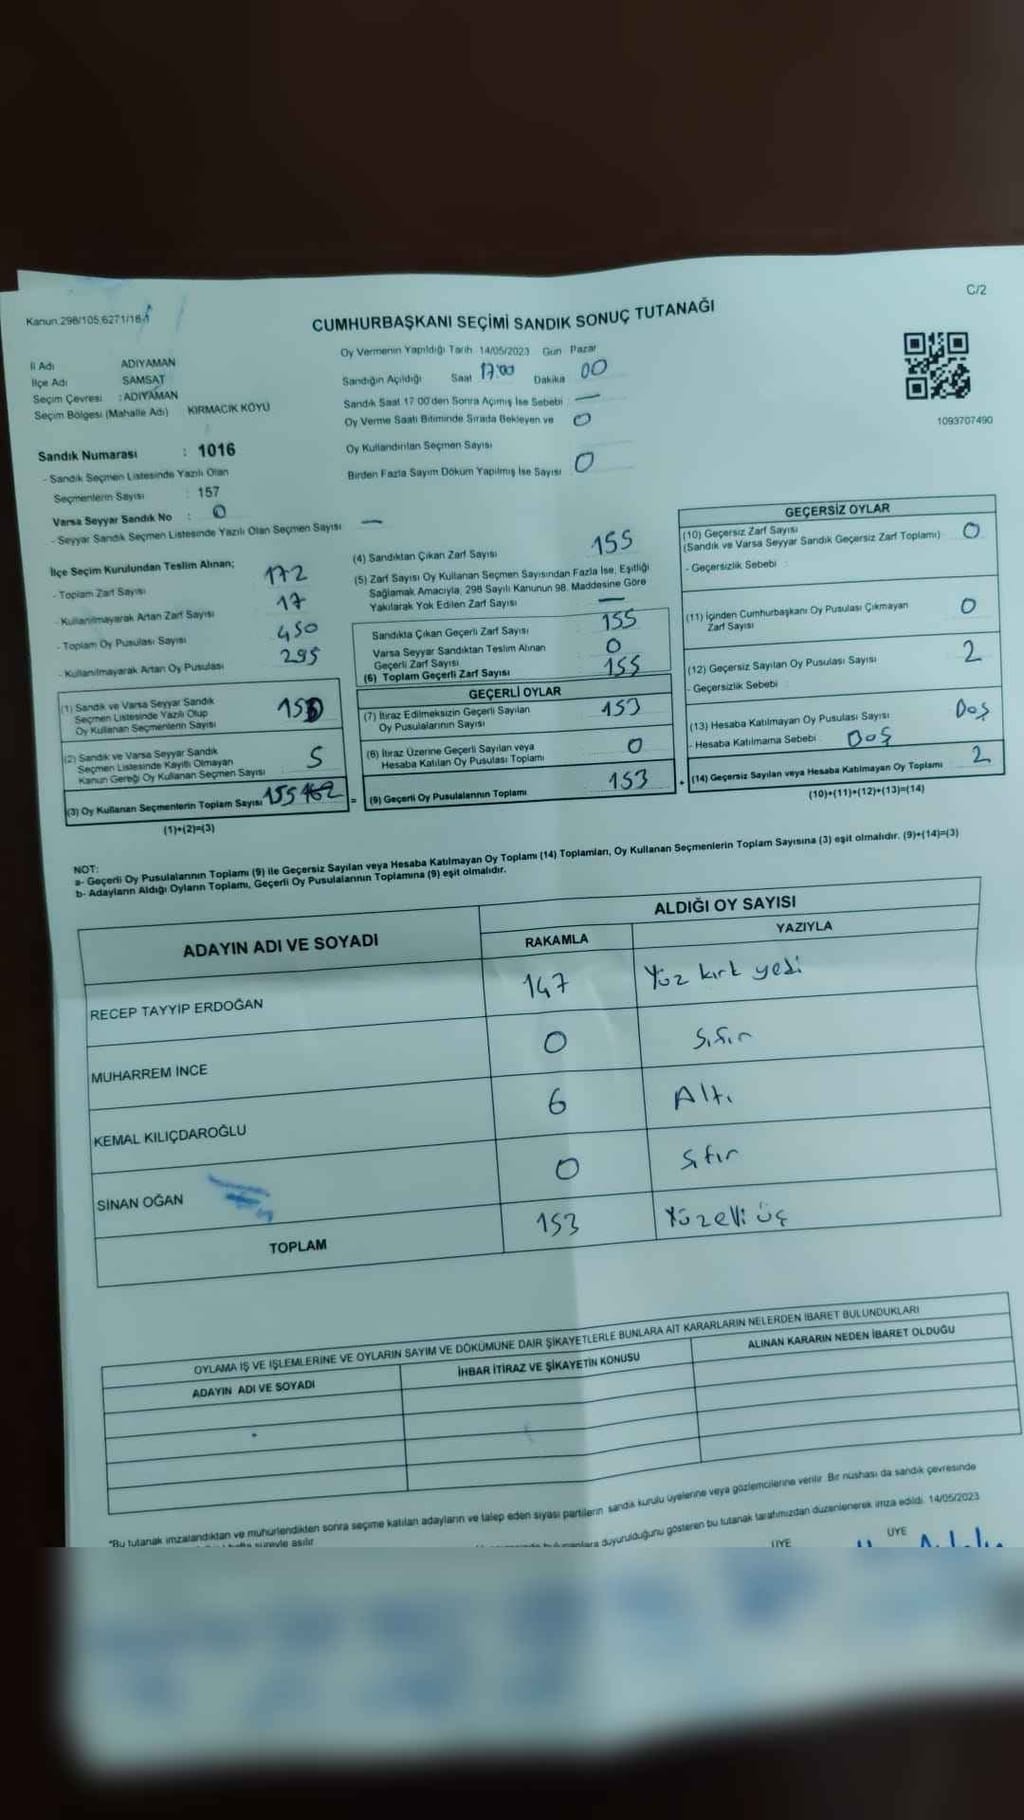 C/2
Kanun:298/105,6271/18-1
CUMHURBAŞKANI SEÇİMİ SANDIK SONUÇ TUTANAĞI
1093707490
İl Adı ADIYAMAN
İlçe Adı SAMSAT
Seçim Çevresi : ADIYAMAN
Seçim Bölgesi (Mahalle Adı) KIRMACIK KÖYÜ
Sandık Numarası : 1016
- Sandık Seçmen Listesinde Yazılı Olan
Seçmenlerin Sayısı : 157
Varsa Seyyar Sandık No : 0
- Seyyar Sandık Seçmen Listesinde Yazılı Olan Seçmen Sayısı —
Oy Vermenin Yapıldığı Tarih 14/05/2023 Gün Pazar
Sandığın Açıldığı Saat 17:00 Dakika 00
Sandık Saat 17:00'den Sonra Açımış İse Sebebi : —
Oy Verme Saati Bitiminde Sırada Bekleyen ve 0
Oy Kullandırılan Seçmen Sayısı
Birden Fazla Sayım Döküm Yapılmış İse Sayısı 0
İlçe Seçim Kurulundan Teslim Alınan;
- Toplam Zarf Sayısı 172
- Kullanılmayarak Artan Zarf Sayısı 17
- Toplam Oy Pusulası Sayısı 450
- Kullanılmayarak Artan Oy Pusulası 295
(1) Sandık ve Varsa Seyyar Sandık
Seçmen Listesinde Yazılı Olup
Oy Kullanan Seçmenlerin Sayısı 150
(2) Sandık ve Varsa Seyyar Sandık
Seçmen Listesinde Kayıtlı Olmayan
Kanun Gereği Oy Kullanan Seçmen Sayısı 5
(3) Oy Kullanan Seçmenlerin Toplam Sayısı 155
(1)+(2)=(3)
(4) Sandıktan Çıkan Zarf Sayısı 155
(5) Zarf Sayısı Oy Kullanan Seçmen Sayısından Fazla İse, Eşitliği
Sağlamak Amacıyla, 298 Sayılı Kanunun 98. Maddesine Göre
Yakılarak Yok Edilen Zarf Sayısı —
Sandıkta Çıkan Geçerli Zarf Sayısı 155
Varsa Seyyar Sandıktan Teslim Alınan
Geçerli Zarf Sayısı 0
(6) Toplam Geçerli Zarf Sayısı 155
GEÇERLİ OYLAR
(7) İtiraz Edilmeksizin Geçerli Sayılan
Oy Pusulalarının Sayısı 153
(8) İtiraz Üzerine Geçerli Sayılan veya
Hesaba Katılan Oy Pusulası Toplamı 0
(9) Geçerli Oy Pusulalarının Toplamı 153
GEÇERSİZ OYLAR
(10) Geçersiz Zarf Sayısı
(Sandık ve Varsa Seyyar Sandık Geçersiz Zarf Toplamı) 0
- Geçersizlik Sebebi :
(11) İçinden Cumhurbaşkanı Oy Pusulası Çıkmayan
Zarf Sayısı 0
(12) Geçersiz Sayılan Oy Pusulası Sayısı 2
- Geçersizlik Sebebi :
(13) Hesaba Katılmayan Oy Pusulası Sayısı Boş
- Hesaba Katılmama Sebebi : Boş
(14) Geçersiz Sayılan veya Hesaba Katılmayan Oy Toplamı 2
(10)+(11)+(12)+(13)=(14)
NOT:
a- Geçerli Oy Pusulalarının Toplamı (9) ile Geçersiz Sayılan veya Hesaba Katılmayan Oy Toplamı (14) Toplamları, Oy Kullanan Seçmenlerin Toplam Sayısına (3) eşit olmalıdır. (9)+(14)=(3)
b- Adayların Aldığı Oyların Toplamı, Geçerli Oy Pusulalarının Toplamına (9) eşit olmalıdır.
ADAYIN ADI VE SOYADI
ALDIĞI OY SAYISI
RAKAMLA YAZIYLA
RECEP TAYYİP ERDOĞAN 147 Yüz kırk yedi
MUHARREM İNCE 0 Sıfır
KEMAL KILIÇDAROĞLU 6 Altı
SİNAN OĞAN 0 Sıfır
TOPLAM 153 Yüzelli üç
OYLAMA İŞ VE İŞLEMLERİNE VE OYLARIN SAYIM VE DÖKÜMÜNE DAİR ŞİKAYETLERLE BUNLARA AİT KARARLARIN NELERDEN İBARET BULUNDUKLARI
ADAYIN ADI VE SOYADI İHBAR İTİRAZ VE ŞİKAYETİN KONUSU ALINAN KARARIN NEDEN İBARET OLDUĞU
"Bu tutanak imzalandıktan ve mühürlendikten sonra seçime katılan adayların ve talep eden siyasi partilerin sandık kurulu üyelerine veya gözlemcilerine verilir. Bir nüshası da sandık çevresinde
süreyle asılır duyurulduğunu gösteren bu tutanak tarafımızdan düzenlenerek imza edildi. 14/05/2023
ÜYE ÜYE